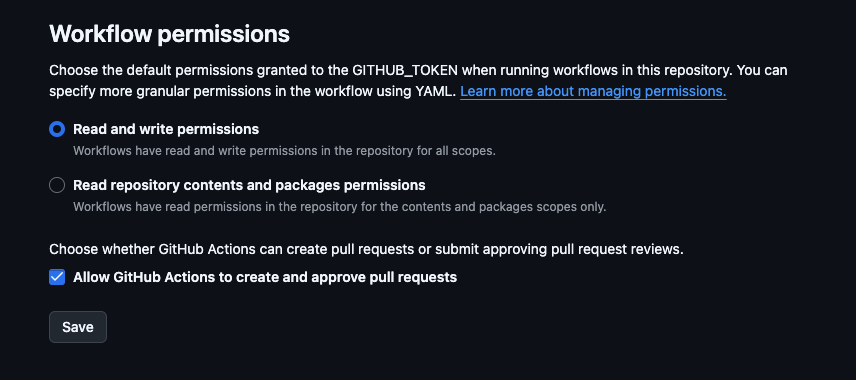 Workflow permissions
Choose the default permissions granted to the GITHUB_TOKEN when running workflows in this repository. You can
specify more granular permissions in the workflow using YAML. Learn more about managing permissions.
Read and write permissions
Workflows have read and write permissions in the repository for all scopes.
Read repository contents and packages permissions
Workflows have read permissions in the repository for the contents and packages scopes only.
Choose whether GitHub Actions can create pull requests or submit approving pull request reviews.
Allow GitHub Actions to create and approve pull requests
Save